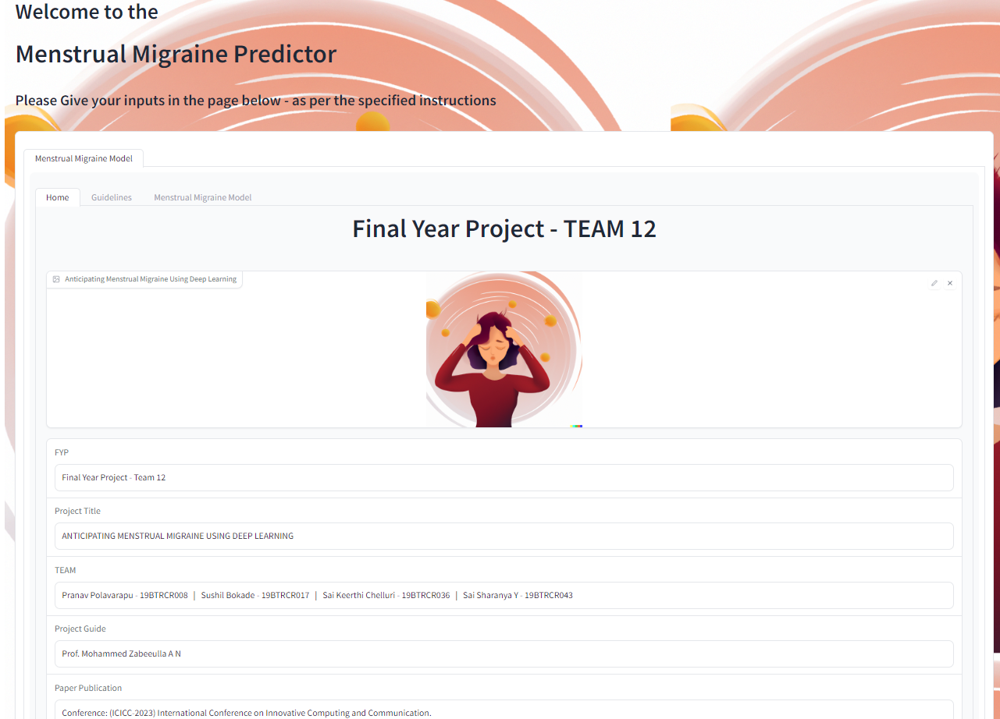 Welcome to the
Menstrual Migraine Predictor
Please Give your inputs in the page below - as per the specified instructions
Menstrual Migraine Model
Home Guidelines Menstrual Migraine Model
Final Year Project - TEAM 12
Anticipating Menstrual Migraine Using Deep Learning
FYP
Final Year Project - Team 12
Project Title
ANTICIPATING MENSTRUAL MIGRAINE USING DEEP LEARNING
TEAM
Pranav Polavarapu - 19BTRCR008 | Sushil Bokade - 19BTRCR017 | Sai Keerthi Chelluri - 19BTRCR036 | Sai Sharanya Y - 19BTRCR043
Project Guide
Prof. Mohammed Zabeeulla A N
Paper Publication
Conference: (ICICC-2023) International Conference on Innovative Computing and Communication.